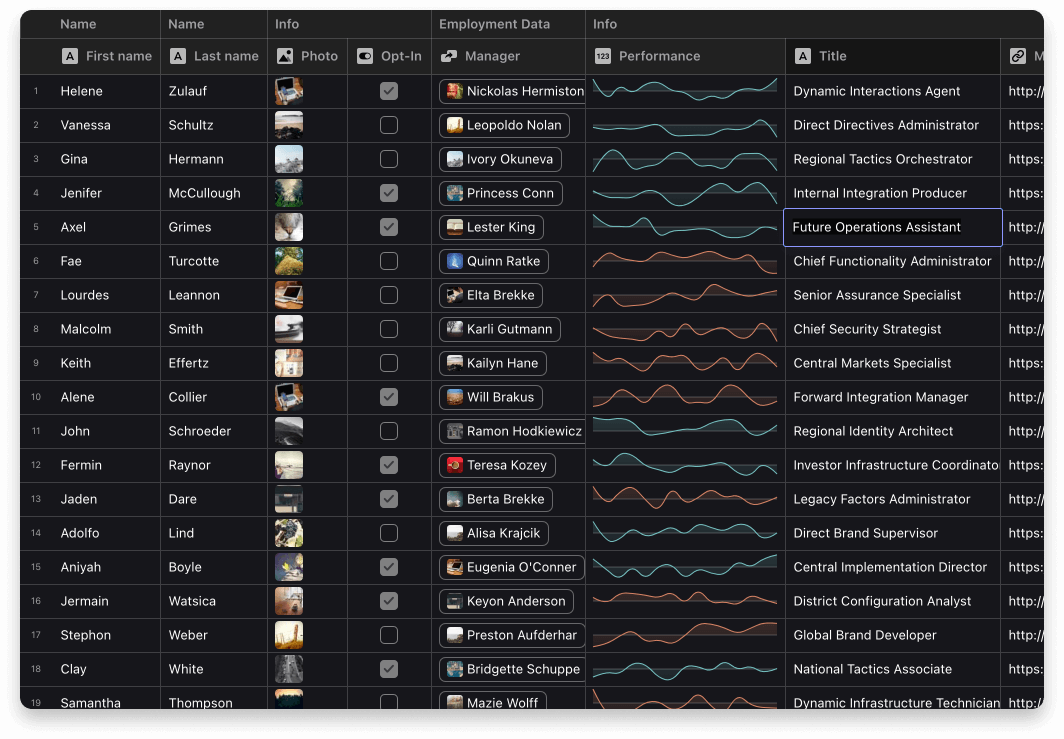 Name Name Info Employment Data Info
A First name A Last name Photo Opt-In Manager 123 Performance A Title M
1 Helene Zulauf Nickolas Hermiston Dynamic Interactions Agent http://
2 Vanessa Schultz Leopoldo Nolan Direct Directives Administrator https:
3 Gina Hermann Ivory Okuneva Regional Tactics Orchestrator https:
4 Jenifer McCullough Princess Conn Internal Integration Producer https:
5 Axel Grimes Lester King Future Operations Assistant http://
6 Fae Turcotte Quinn Ratke Chief Functionality Administrator http://
7 Lourdes Leannon Elta Brekke Senior Assurance Specialist http://
8 Malcolm Smith Karli Gutmann Chief Security Strategist http://
9 Keith Effertz Kailyn Hane Central Markets Specialist http://
10 Alene Collier Will Brakus Forward Integration Manager http://
11 John Schroeder Ramon Hodkiewicz Regional Identity Architect http://
12 Fermin Raynor Teresa Kozey Investor Infrastructure Coordinato https:
13 Jaden Dare Berta Brekke Legacy Factors Administrator http://
14 Adolfo Lind Alisa Krajcik Direct Brand Supervisor http://
15 Aniyah Boyle Eugenia O'Conner Central Implementation Director https:
16 Jermain Watsica Keyon Anderson District Configuration Analyst http://
17 Stephon Weber Preston Aufderhar Global Brand Developer http://
18 Clay White Bridgette Schuppe National Tactics Associate https:
19 Samantha Thompson Mazie Wolff Dynamic Infrastructure Technician https: